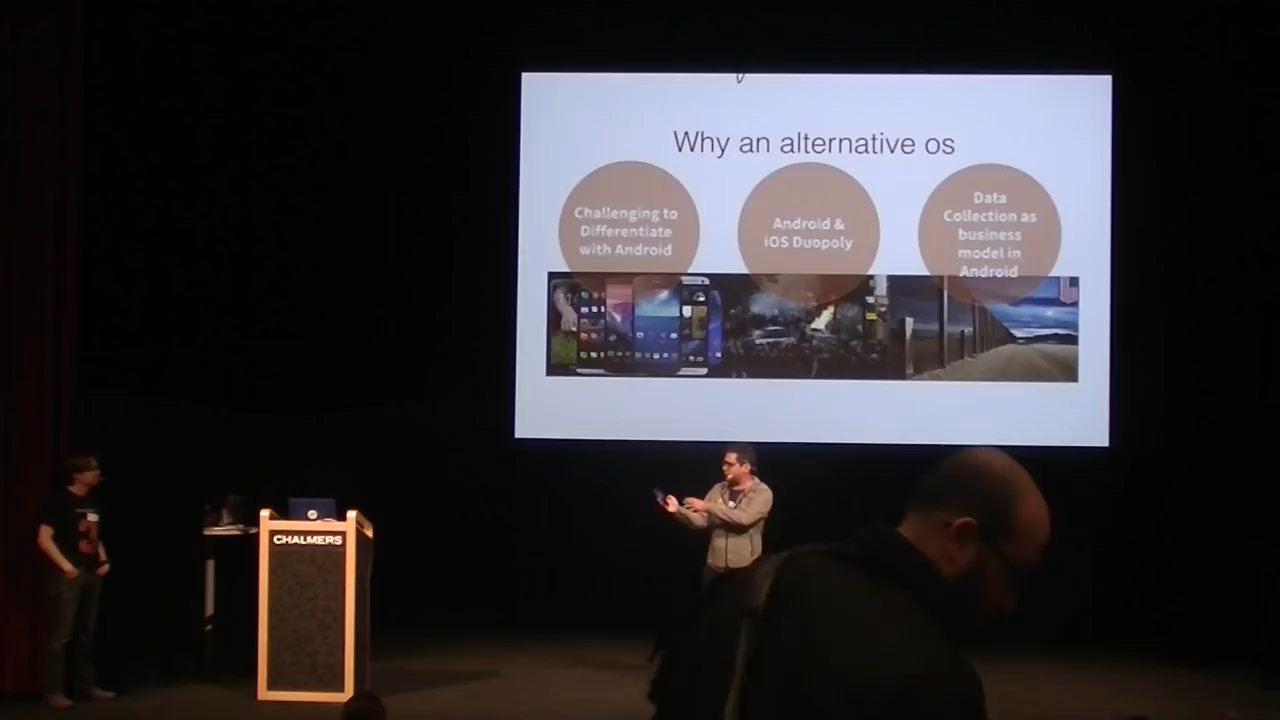 Why an alternative os
Challenging to
Differentiate
with Android
Android &
iOS Duopoly
Data
Collection as
business
model in
Android
CHALMERS